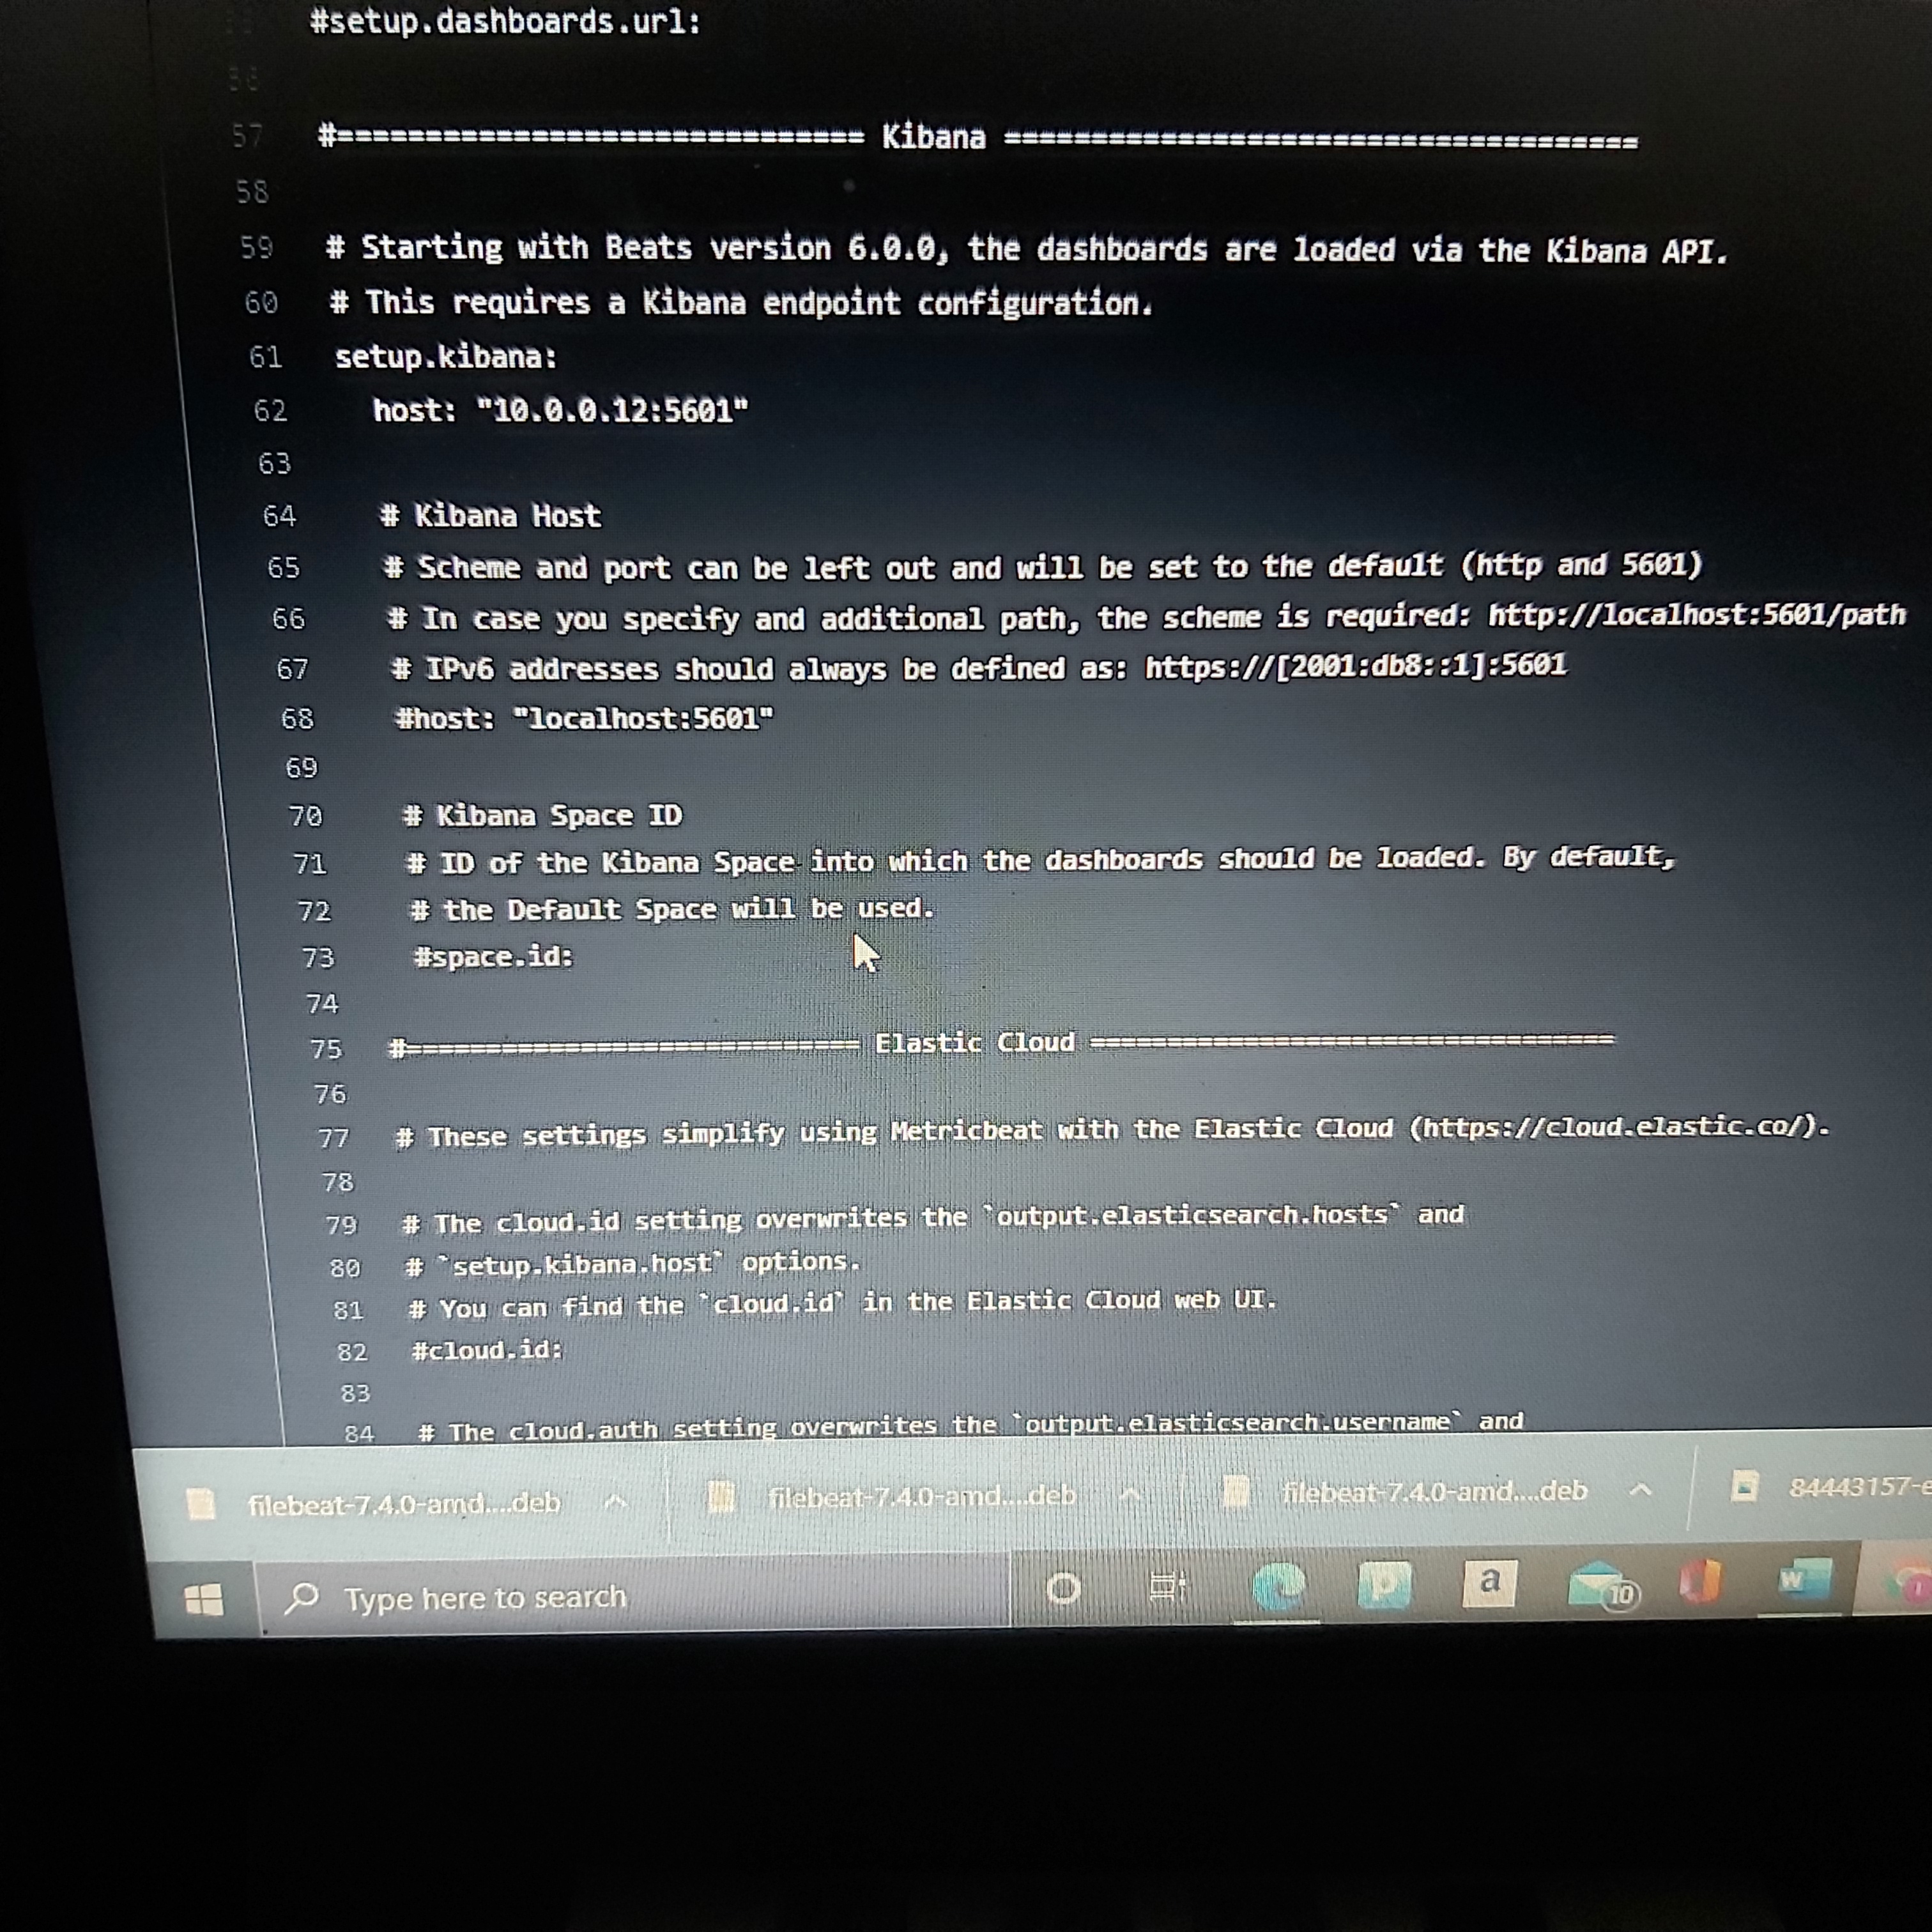 #setup.dashboards.url:
56
57 #============================== Kibana =====================================
58
59 # Starting with Beats version 6.0.0, the dashboards are loaded via the Kibana API.
60 # This requires a Kibana endpoint configuration.
61 setup.kibana:
62 host: "10.0.0.12:5601"
63
64 # Kibana Host
65 # Scheme and port can be left out and will be set to the default (http and 5601)
66 # In case you specify and additional path, the scheme is required: http://localhost:5601/path
67 # IPv6 addresses should always be defined as: https://[2001:db8::1]:5601
68 #host: "localhost:5601"
69
70 # Kibana Space ID
71 # ID of the Kibana Space into which the dashboards should be loaded. By default,
72 # the Default Space will be used.
73 #space.id:
74
75 #============================= Elastic Cloud ==================================
76
77 # These settings simplify using Metricbeat with the Elastic Cloud (https://cloud.elastic.co/).
78
79 # The cloud.id setting overwrites the `output.elasticsearch.hosts` and
80 # `setup.kibana.host` options.
81 # You can find the `cloud.id` in the Elastic Cloud web UI.
82 #cloud.id:
83
84 # The cloud.auth setting overwrites the `output.elasticsearch.username` and
filebeat-7.4.0-amd....deb filebeat-7.4.0-amd....deb filebeat-7.4.0-amd....deb 84443157-e
Type here to search a 10 W